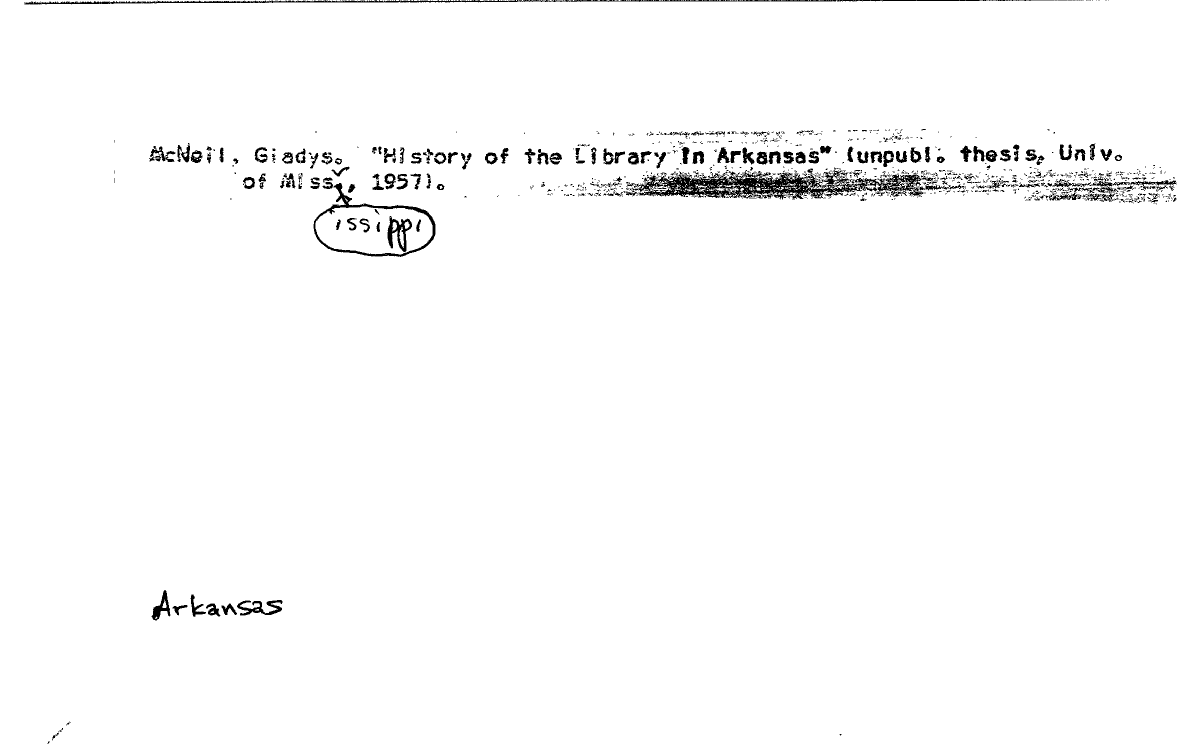 McNeil, Gladys. "History of the Library in Arkansas" (unpubl. thesis, Univ.
of Miss., 1957).
issippi
Arkansas